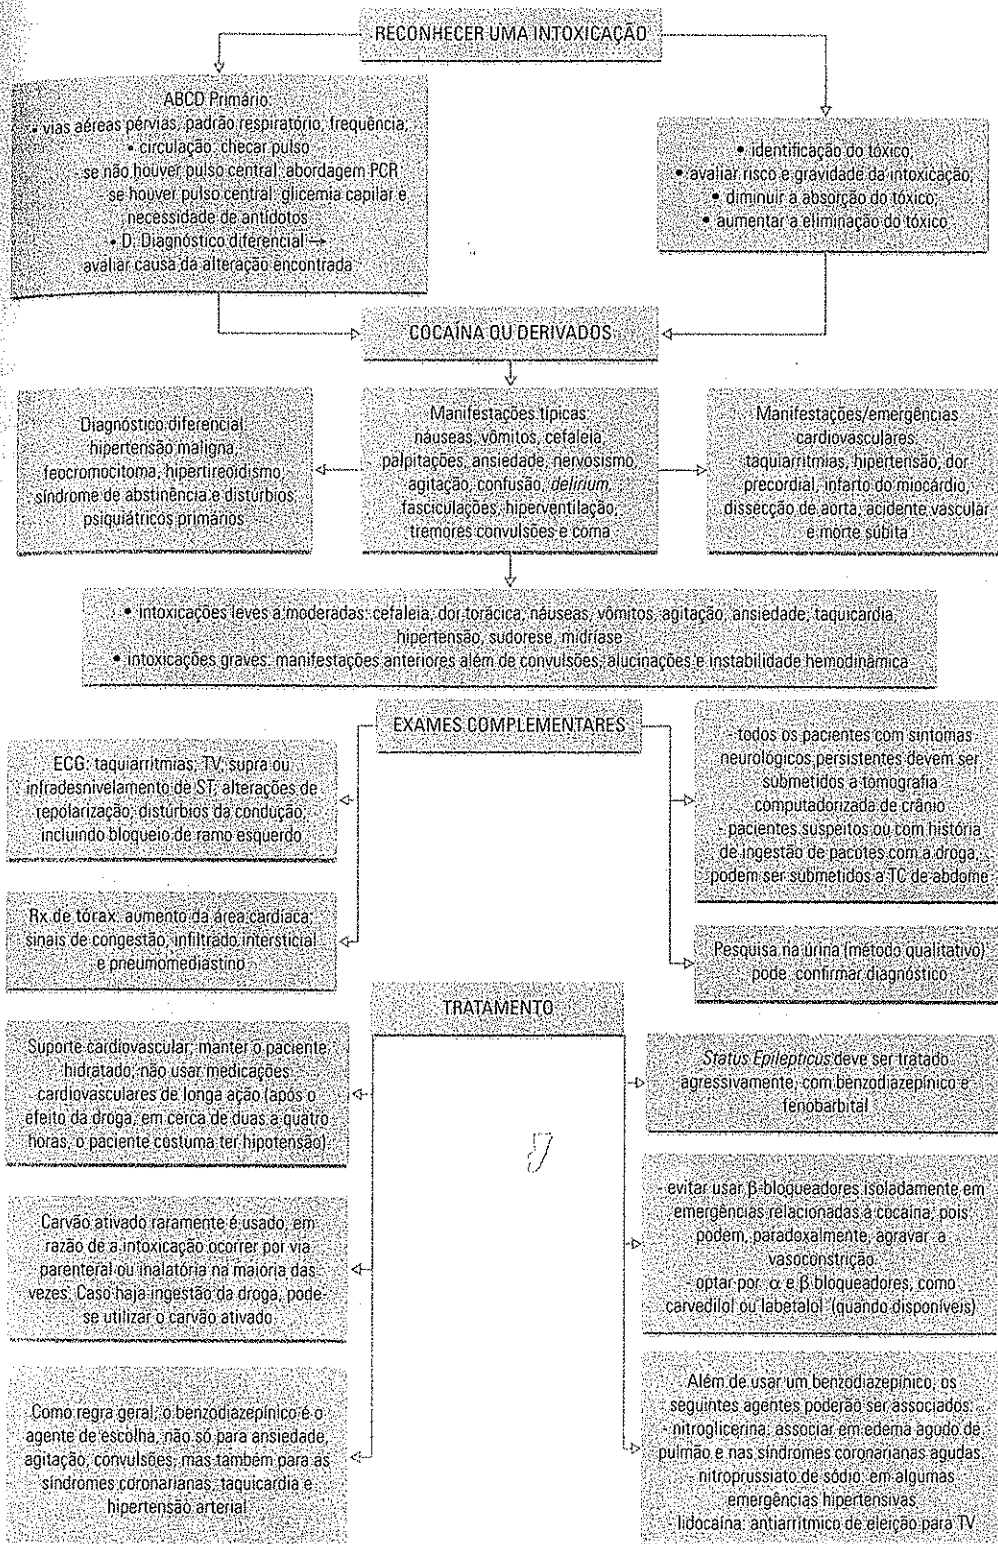 RECONHECER UMA INTOXICAÇÃO
ABCD Primário:
• vias aéreas pérvias, padrão respiratório, frequência,
• circulação: checar pulso
- se não houver pulso central: abordagem PCR
- se houver pulso central: glicemia capilar e
necessidade de antídotos
• D: Diagnóstico diferencial →
avaliar causa da alteração encontrada
• identificação do tóxico;
• avaliar risco e gravidade da intoxicação;
• diminuir a absorção do tóxico;
• aumentar a eliminação do tóxico
COCAÍNA OU DERIVADOS
Diagnóstico diferencial:
hipertensão maligna,
feocromocitoma, hipertireoidismo,
síndrome de abstinência e distúrbios
psiquiátricos primários
Manifestações típicas:
náuseas, vômitos, cefaleia,
palpitações, ansiedade, nervosismo,
agitação, confusão, delirium,
fasciculações, hiperventilação,
tremores convulsões e coma
Manifestações/emergências
cardiovasculares:
taquiarritmias, hipertensão, dor
precordial, infarto do miocárdio,
dissecção de aorta, acidente vascular
e morte súbita
• intoxicações leves a moderadas: cefaleia, dor torácica, náuseas, vômitos, agitação, ansiedade, taquicardia,
hipertensão, sudorese, midríase
• intoxicações graves: manifestações anteriores além de convulsões, alucinações e instabilidade hemodinâmica
EXAMES COMPLEMENTARES
ECG: taquiarritmias, TV, supra ou
infradesnivelamento de ST, alterações de
repolarização, distúrbios da condução,
incluindo bloqueio de ramo esquerdo
Rx de tórax: aumento da área cardíaca;
sinais de congestão, infiltrado intersticial
e pneumomediastino
- todos os pacientes com sintomas
neurológicos persistentes devem ser
submetidos a tomografia
computadorizada de crânio
- pacientes suspeitos ou com história
de ingestão de pacotes com a droga,
podem ser submetidos a TC de abdome
Pesquisa na urina (método qualitativo)
pode confirmar diagnóstico
TRATAMENTO
Suporte cardiovascular; manter o paciente
hidratado; não usar medicações
cardiovasculares de longa ação (após o
efeito da droga, em cerca de duas a quatro
horas, o paciente costuma ter hipotensão)
Carvão ativado raramente é usado, em
razão de a intoxicação ocorrer por via
parenteral ou inalatória na maioria das
vezes. Caso haja ingestão da droga, pode-
se utilizar o carvão ativado
Como regra geral, o benzodiazepínico é o
agente de escolha, não só para ansiedade,
agitação, convulsões, mas também para as
síndromes coronarianas, taquicardia e
hipertensão arterial
Status Epilepticus deve ser tratado
agressivamente, com benzodiazepínico e
fenobarbital
- evitar usar β-bloqueadores isoladamente em
emergências relacionadas a cocaína, pois
podem, paradoxalmente, agravar a
vasoconstrição
- optar por α e β bloqueadores, como
carvedilol ou labetalol (quando disponíveis)
Além de usar um benzodiazepínico, os
seguintes agentes poderão ser associados:
- nitroglicerina: associar em edema agudo de
pulmão e nas síndromes coronarianas agudas
- nitroprussiato de sódio: em algumas
emergências hipertensivas
- lidocaína: antiarrítmico de eleição para TV